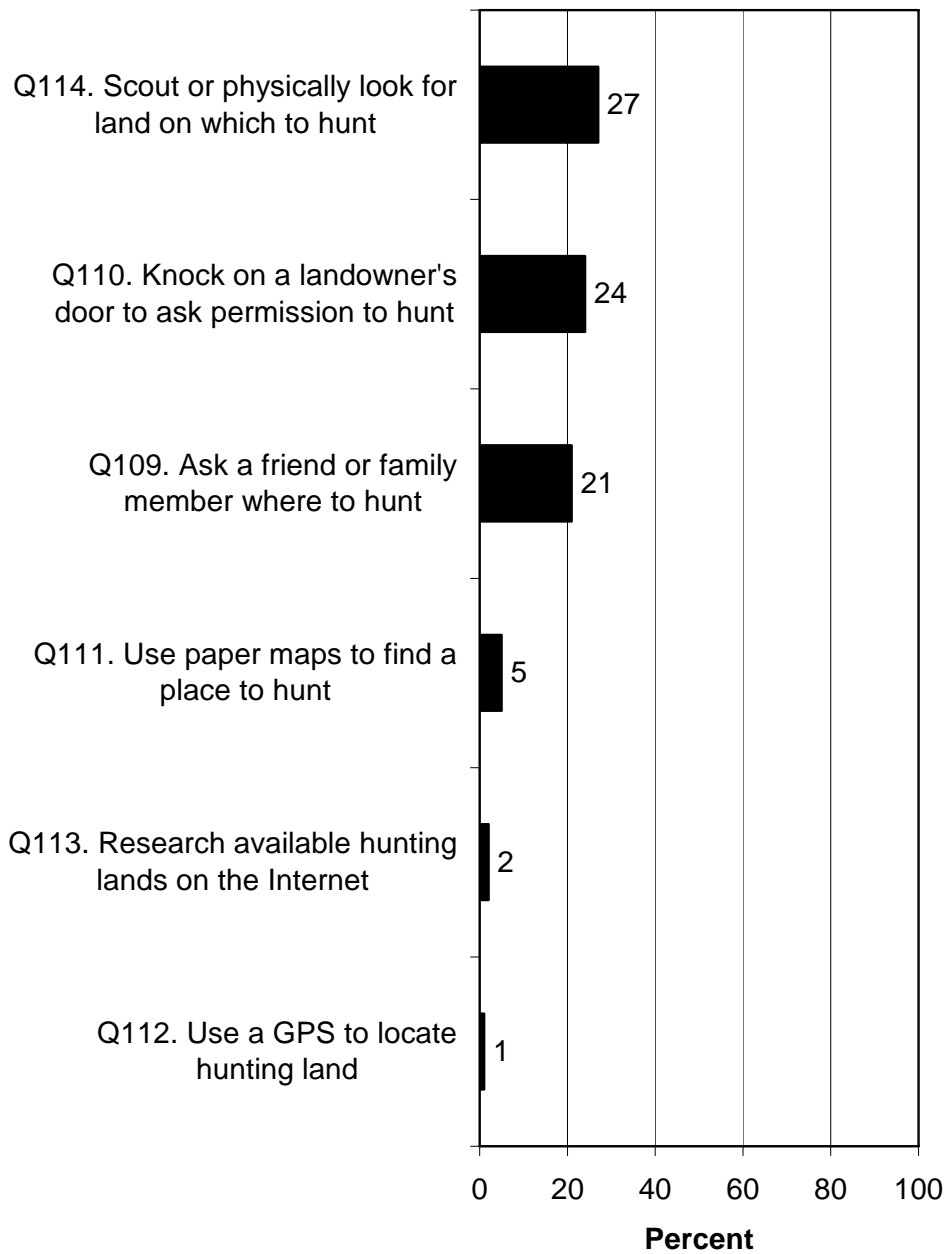 Q114. Scout or physically look for
land on which to hunt
27
Q110. Knock on a landowner's
door to ask permission to hunt
24
Q109. Ask a friend or family
member where to hunt
21
Q111. Use paper maps to find a
place to hunt
5
Q113. Research available hunting
lands on the Internet
2
Q112. Use a GPS to locate
hunting land
1
0 20 40 60 80 100
Percent